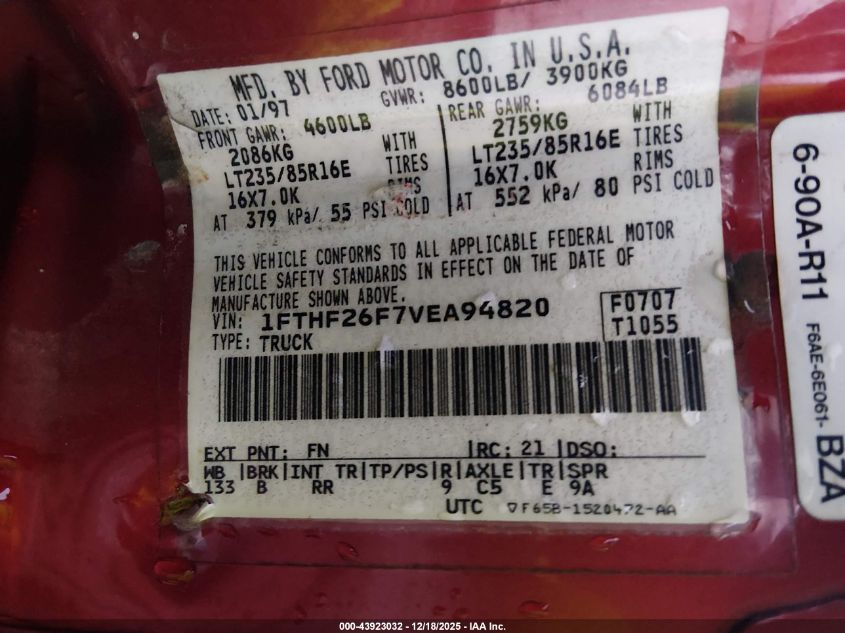 MFD. BY FORD MOTOR CO. IN U.S.A.
DATE: 01/97 GVWR: 8600LB/ 3900KG
FRONT GAWR: 4600LB REAR GAWR: 6084LB
2086KG WITH 2759KG WITH
LT235/85R16E TIRES LT235/85R16E TIRES
16X7.0K RIMS 16X7.0K RIMS
AT 379 kPa/ 55 PSI COLD AT 552 kPa/ 80 PSI COLD
THIS VEHICLE CONFORMS TO ALL APPLICABLE FEDERAL MOTOR
VEHICLE SAFETY STANDARDS IN EFFECT ON THE DATE OF
MANUFACTURE SHOWN ABOVE.
VIN: 1FTHF26F7VEA94820 F0707
TYPE: TRUCK T1055
EXT PNT: FN RC: 21 DSO:
WB BRK INT TR TP/PS R AXLE TR SPR
133 B RR 9 C5 E 9A
UTC ▽F65B-1520472-AA
6-90A-R11
F6AE-6E061-BZA
000-43923032 - 12/18/2025 - IAA Inc.